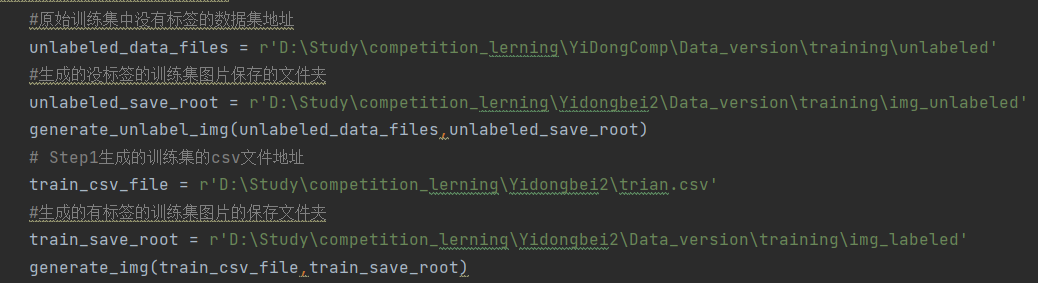 #原始训练集中没有标签的数据集地址
unlabeled_data_files = r'D:\Study\competition_lerning\YiDongComp\Data_version\training\unlabeled'
#生成的没标签的训练集图片保存的文件夹
unlabeled_save_root = r'D:\Study\competition_lerning\Yidongbei2\Data_version\training\img_unlabeled'
generate_unlabel_img(unlabeled_data_files,unlabeled_save_root)
# Step1生成的训练集的csv文件地址
train_csv_file = r'D:\Study\competition_lerning\Yidongbei2\trian.csv'
#生成的有标签的训练集图片的保存文件夹
train_save_root = r'D:\Study\competition_lerning\Yidongbei2\Data_version\training\img_labeled'
generate_img(train_csv_file,train_save_root)